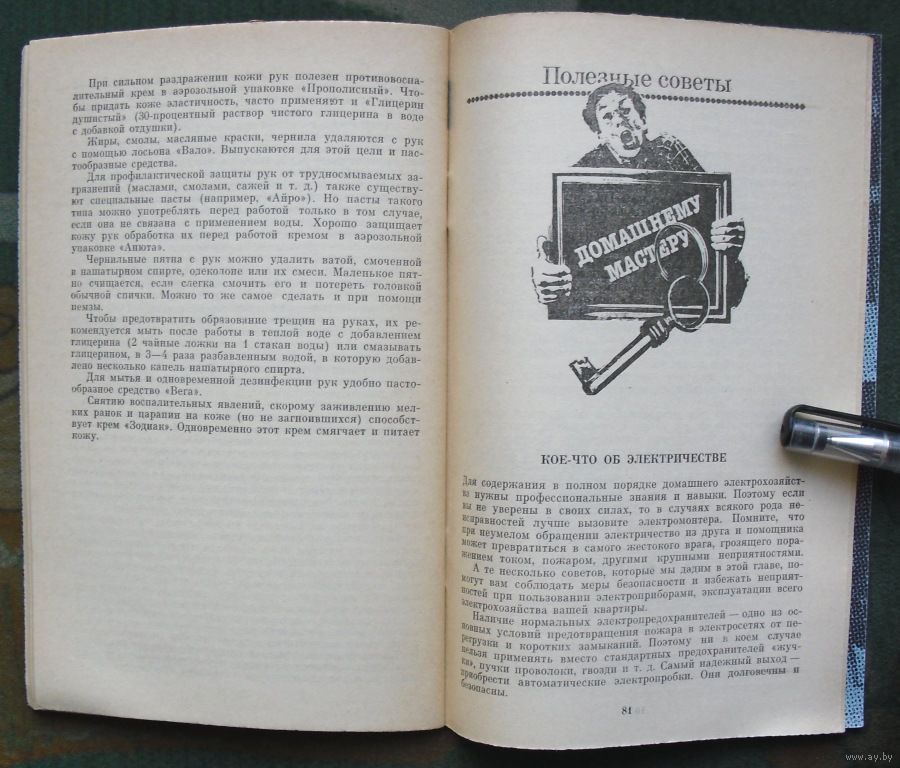 При сильном раздражении кожи рук полезен противовоспа-
лительный крем в аэрозольной упаковке «Прополисный». Что-
бы придать коже эластичность, часто применяют и «Глицерин
душистый» (30-процентный раствор чистого глицерина в воде
с добавкой отдушки).
Жиры, смолы, масляные краски, чернила удаляются с рук
с помощью лосьона «Вало». Выпускаются для этой цели и пас-
тообразные средства.
Для профилактической защиты рук от трудносмываемых за-
грязнений (маслами, смолами, сажей и т. д.) также существу-
ют специальные пасты (например, «Айро»). Но пасты такого
типа можно употреблять перед работой только в том случае,
если она не связана с применением воды. Хорошо защищает
кожу рук обработка их перед работой кремом в аэрозольной
упаковке «Анюта».
Чернильные пятна с рук можно удалить ватой, смоченной
в нашатырном спирте, одеколоне или их смеси. Маленькое пят-
но счищается, если слегка смочить его и потереть головкой
обычной спички. Можно то же самое сделать и при помощи
пемзы.
Чтобы предотвратить образование трещин на руках, их ре-
комендуется мыть после работы в теплой воде с добавлением
глицерина (2 чайные ложки на 1 стакан воды) или смазывать
глицерином, в 3—4 раза разбавленным водой, в которую добав-
лено несколько капель нашатырного спирта.
Для мытья и одновременной дезинфекции рук удобно пасто-
образное средство «Вега».
Снятию воспалительных явлений, скорому заживлению мел-
ких ранок и царапин на коже (но не загноившихся) способст-
вует крем «Зодиак». Одновременно этот крем смягчает и питает
кожу.
Полезные советы
ДОМАШНЕМУ
МАСТЕРУ
КОЕ-ЧТО ОБ ЭЛЕКТРИЧЕСТВЕ
Для содержания в полном порядке домашнего электрохозяйст-
ва нужны профессиональные знания и навыки. Поэтому если
вы не уверены в своих силах, то в случаях всякого рода не-
исправностей лучше вызовите электромонтера. Помните, что
при неумелом обращении электричество из друга и помощника
может превратиться в самого жестокого врага, грозящего пора-
жением током, пожаром, другими крупными неприятностями.
А те несколько советов, которые мы дадим в этой главе, по-
могут вам соблюдать меры безопасности и избежать неприят-
ностей при пользовании электроприборами, эксплуатации всего
электрохозяйства вашей квартиры.
Наличие нормальных электропредохранителей — одно из ос-
новных условий предотвращения пожара в электросетях от пе-
регрузки и коротких замыканий. Поэтому ни в коем случае
нельзя применять вместо стандартных предохранителей «жуч-
ки», пучки проволоки, гвозди и т. д. Самый надежный выход —
приобрести автоматические электропробки. Они долговечны и
безопасны.
81
www.ay.by